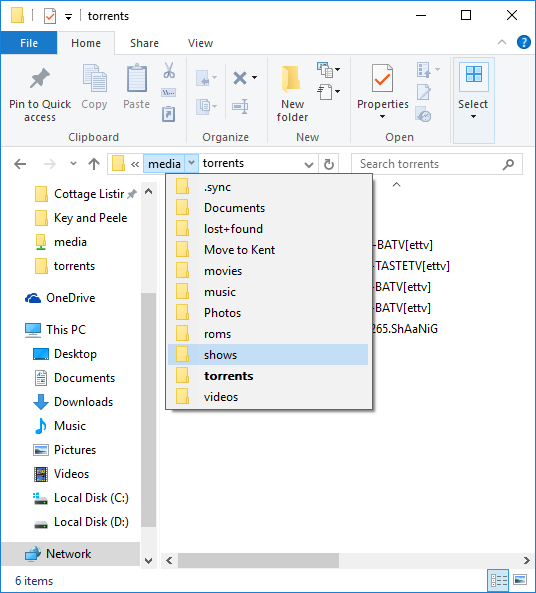 torrents
File Home Share View
Pin to Quick access
Copy
Paste
New folder
Properties
Select
Clipboard Organize New Open
« media torrents
Search torrents
Cottage Listin
Key and Peele
media
torrents
OneDrive
This PC
Desktop
Documents
Downloads
Music
Pictures
Videos
Local Disk (C:)
Local Disk (D:)
Network
.sync
Documents
lost+found
Move to Kent
movies
music
Photos
roms
shows
torrents
videos
-BATV[ettv]
-TASTETV[ettv]
-BATV[ettv]
-BATV[ettv]
265.ShAaNiG
6 items